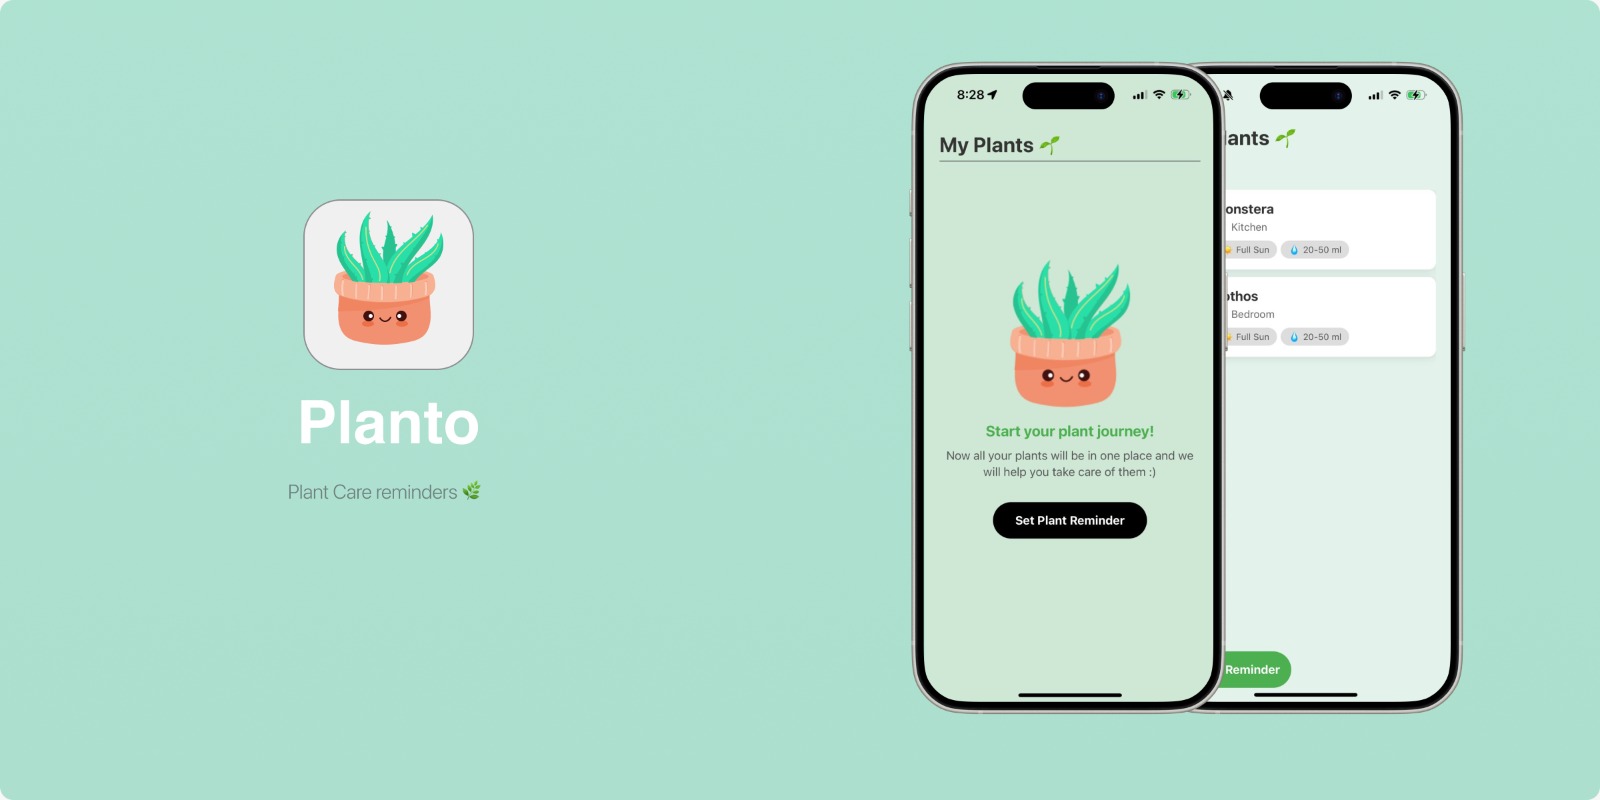 Planto
Plant Care reminders 🌿
8:28
My Plants 🌱
Start your plant journey!
Now all your plants will be in one place and we
will help you take care of them :)
Set Plant Reminder
lants 🌱
onstera
Kitchen
Full Sun
20-50 ml
othos
Bedroom
Full Sun
20-50 ml
Reminder